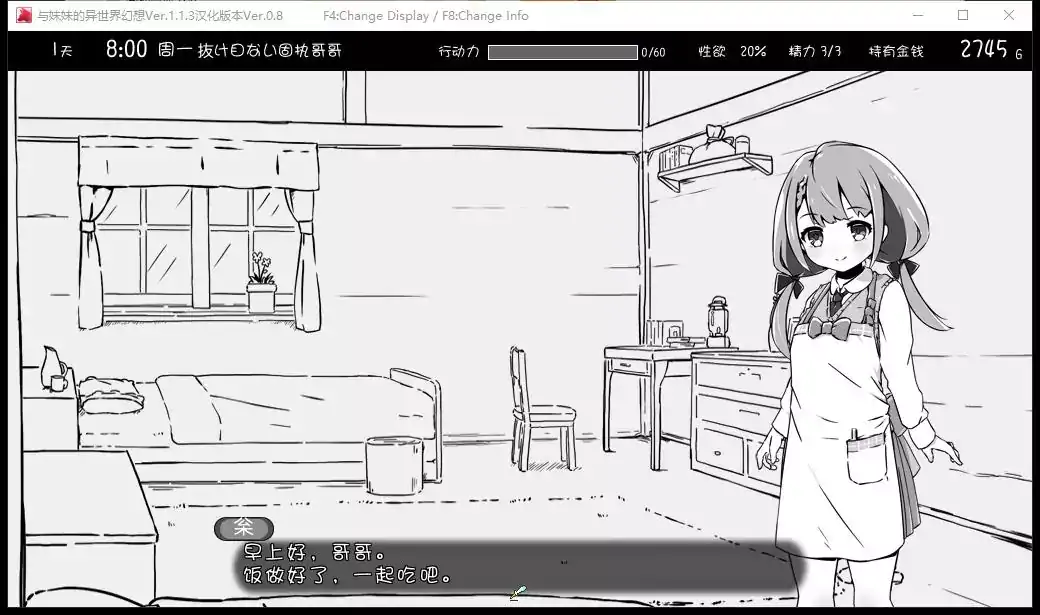 与妹妹的异世界幻想Ver.1.1.3汉化版本Ver.0.8 F4:Change Display / F8:Change Info
1天 8:00 周一 抜け目ない固执哥哥 行动力 0/60 性欲 20% 精力 3/3 持有金钱 2745 G
早上好，哥哥。
饭做好了，一起吃吧。